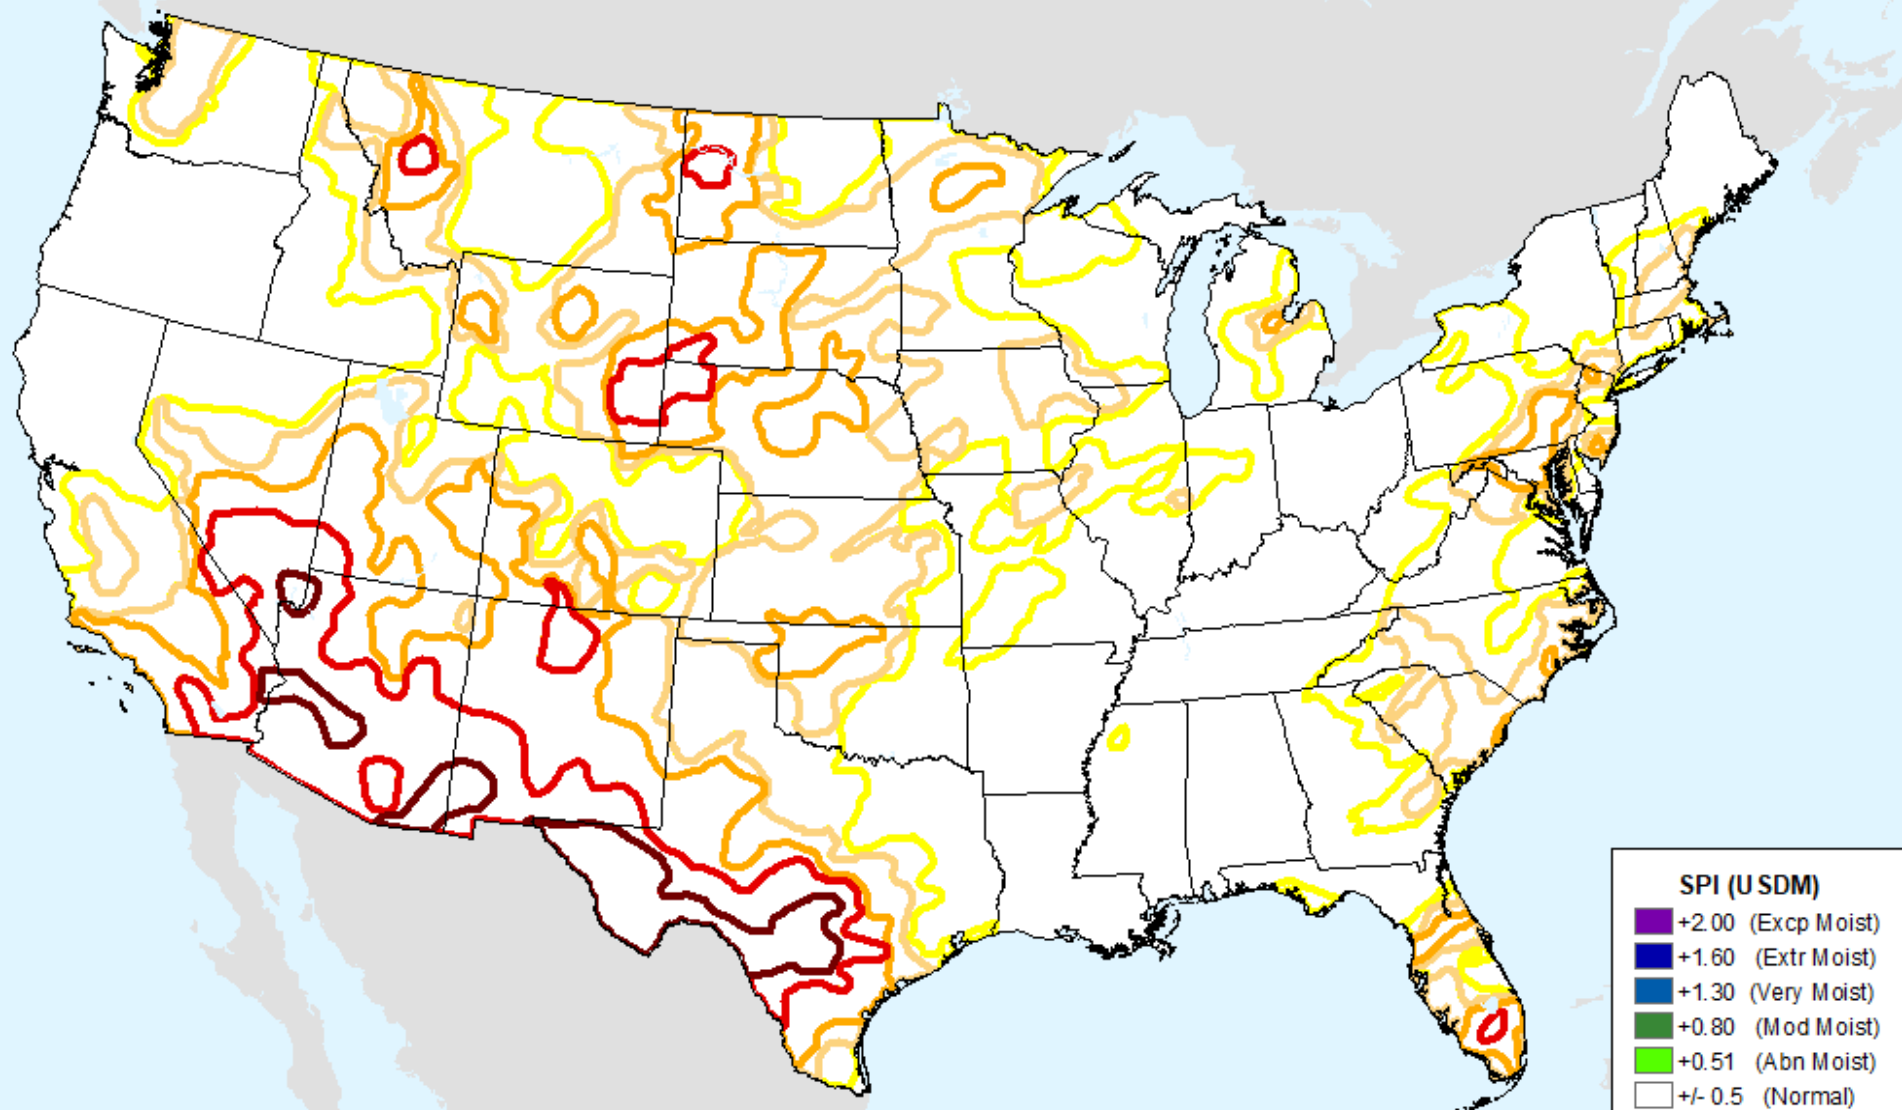 SPI (USDM)
+2.00 (Excp Moist)
+1.60 (Extr Moist)
+1.30 (Very Moist)
+0.80 (Mod Moist)
+0.51 (Abn Moist)
+/- 0.5 (Normal)